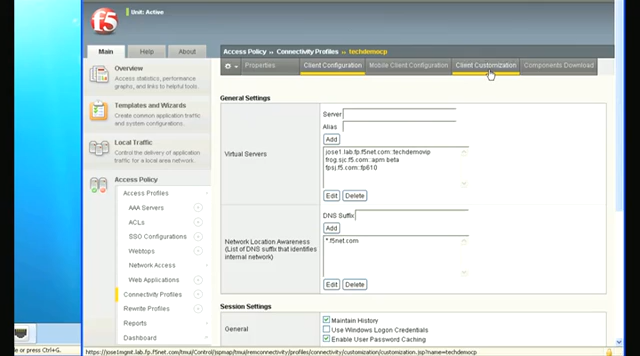 f5
Unit: Active
Main
Help
About
Access Policy » Connectivity Profiles » techdemocp
Properties
Client Configuration
Mobile Client Configuration
Client Customization
Components Download
Overview
Access statistics, performance
graphs, and links to helpful tools.
Templates and Wizards
Create common application traffic
and system configurations.
Local Traffic
Control the delivery of application
traffic for a local area network.
Access Policy
Access Profiles
AAA Servers
ACLs
SSO Configurations
Webtops
Network Access
Web Applications
Connectivity Profiles
Rewrite Profiles
Reports
Dashboard
General Settings
Virtual Servers
Server
Alias
Add
jose1.lab.fp.f5net.com::techdemovip
frog.sjc.f5.com::apm beta
fpsj.f5.com::fp610
Edit
Delete
Network Location Awareness
(List of DNS suffix that identifies
internal network)
DNS Suffix
Add
*.f5net.com
Edit
Delete
Session Settings
General
Maintain History
Use Windows Logon Credentials
Enable User Password Caching
le or press Ctrl+G.
https://jose1mgmt.lab.fp.f5net.com/tmui/Control/sspmap/tmui/remconnectivity/profiles/connectivity/customization/customization.jsp?name=techdemocp